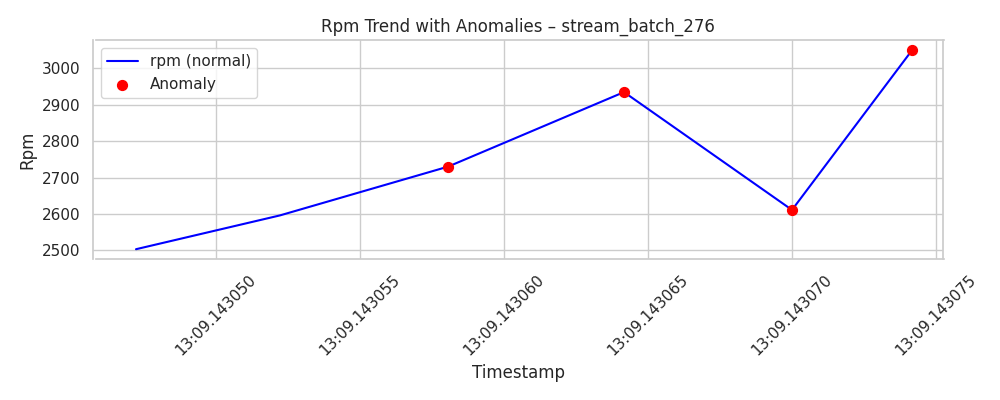 Rpm Trend with Anomalies – stream_batch_276
rpm (normal)
Anomaly
Rpm
3000
2900
2800
2700
2600
2500
13:09.143050
13:09.143055
13:09.143060
13:09.143065
13:09.143070
13:09.143075
Timestamp